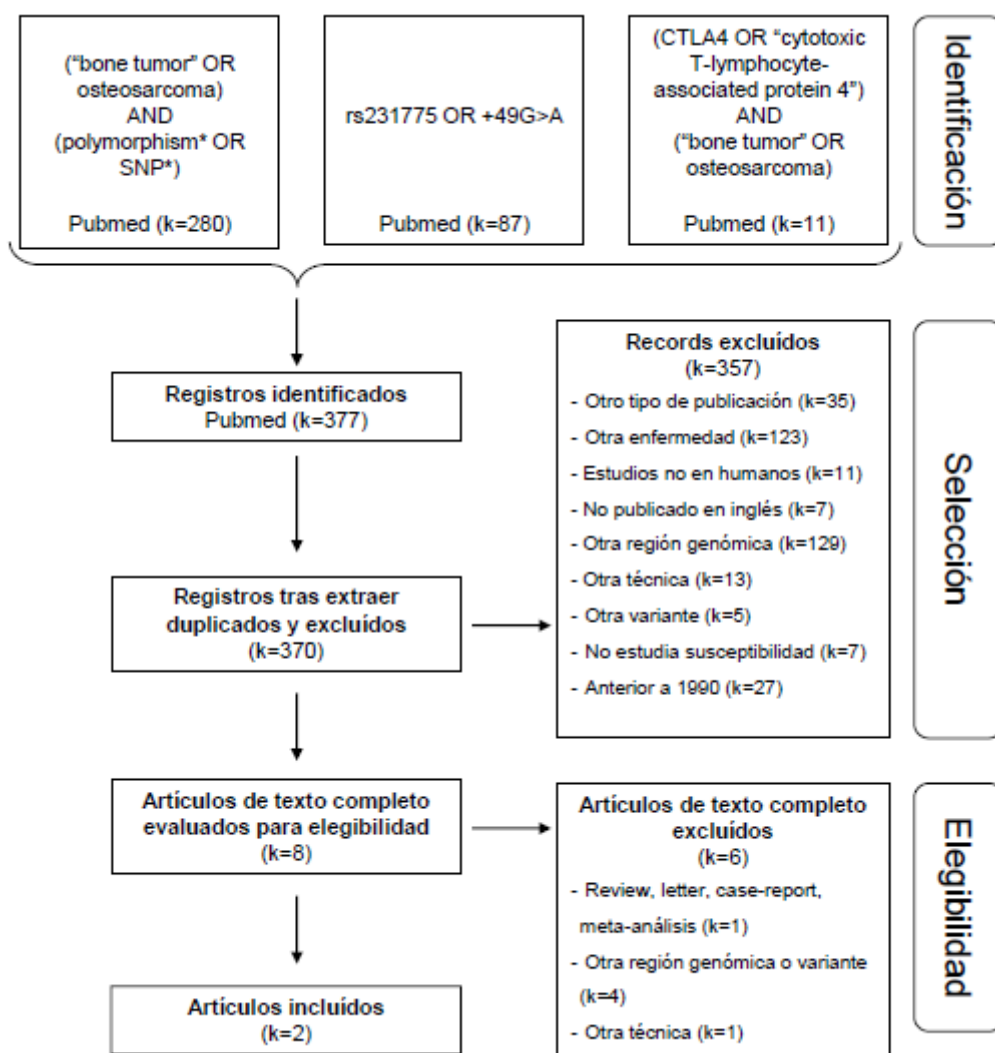 ("bone tumor" OR
osteosarcoma)
AND
(polymorphism* OR
SNP*)
Pubmed (k=280)
rs231775 OR +49G>A
Pubmed (k=87)
(CTLA4 OR "cytotoxic
T-lymphocyte-
associated protein 4")
AND
("bone tumor" OR
osteosarcoma)
Pubmed (k=11)
Identificación
Registros identificados
Pubmed (k=377)
Records excluídos
(k=357)
- Otro tipo de publicación (k=35)
- Otra enfermedad (k=123)
- Estudios no en humanos (k=11)
- No publicado en inglés (k=7)
- Otra región genómica (k=129)
- Otra técnica (k=13)
- Otra variante (k=5)
- No estudia susceptibilidad (k=7)
- Anterior a 1990 (k=27)
Selección
Registros tras extraer
duplicados y excluídos
(k=370)
Artículos de texto completo
evaluados para elegibilidad
(k=8)
Artículos de texto completo
excluídos
(k=6)
- Review, letter, case-report,
meta-análisis (k=1)
- Otra región genómica o variante
(k=4)
- Otra técnica (k=1)
Elegibilidad
Artículos incluídos
(k=2)